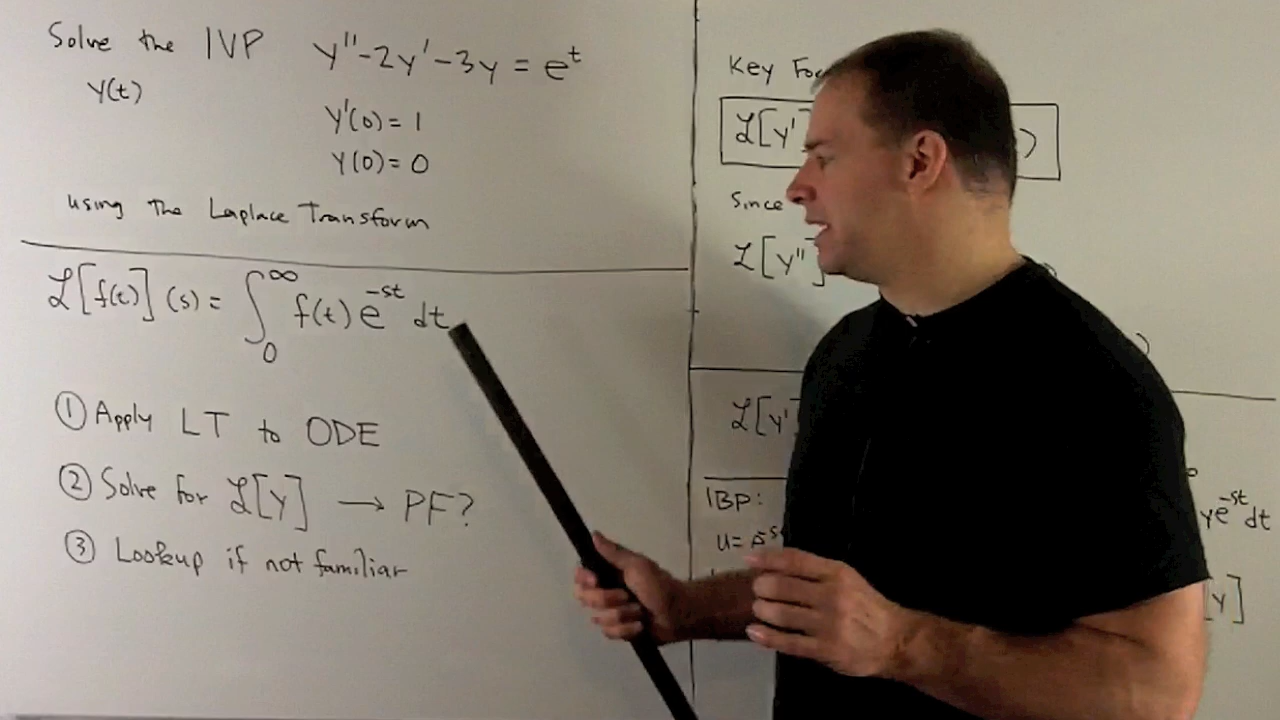 Solve the IVP y''-2y'-3y = e^t
y(t)
y'(0) = 1
y(0) = 0
using the Laplace Transform
ℒ[f(t)](s) = ∫_0^∞ f(t) e^{-st} dt
① Apply LT to ODE
② Solve for ℒ[y] → PF?
③ Lookup if not familiar
Key
ℒ[y' )
Since
ℒ[y'']
)
ℒ[y'
IBP:
ye^{-st}dt
u=
[y]